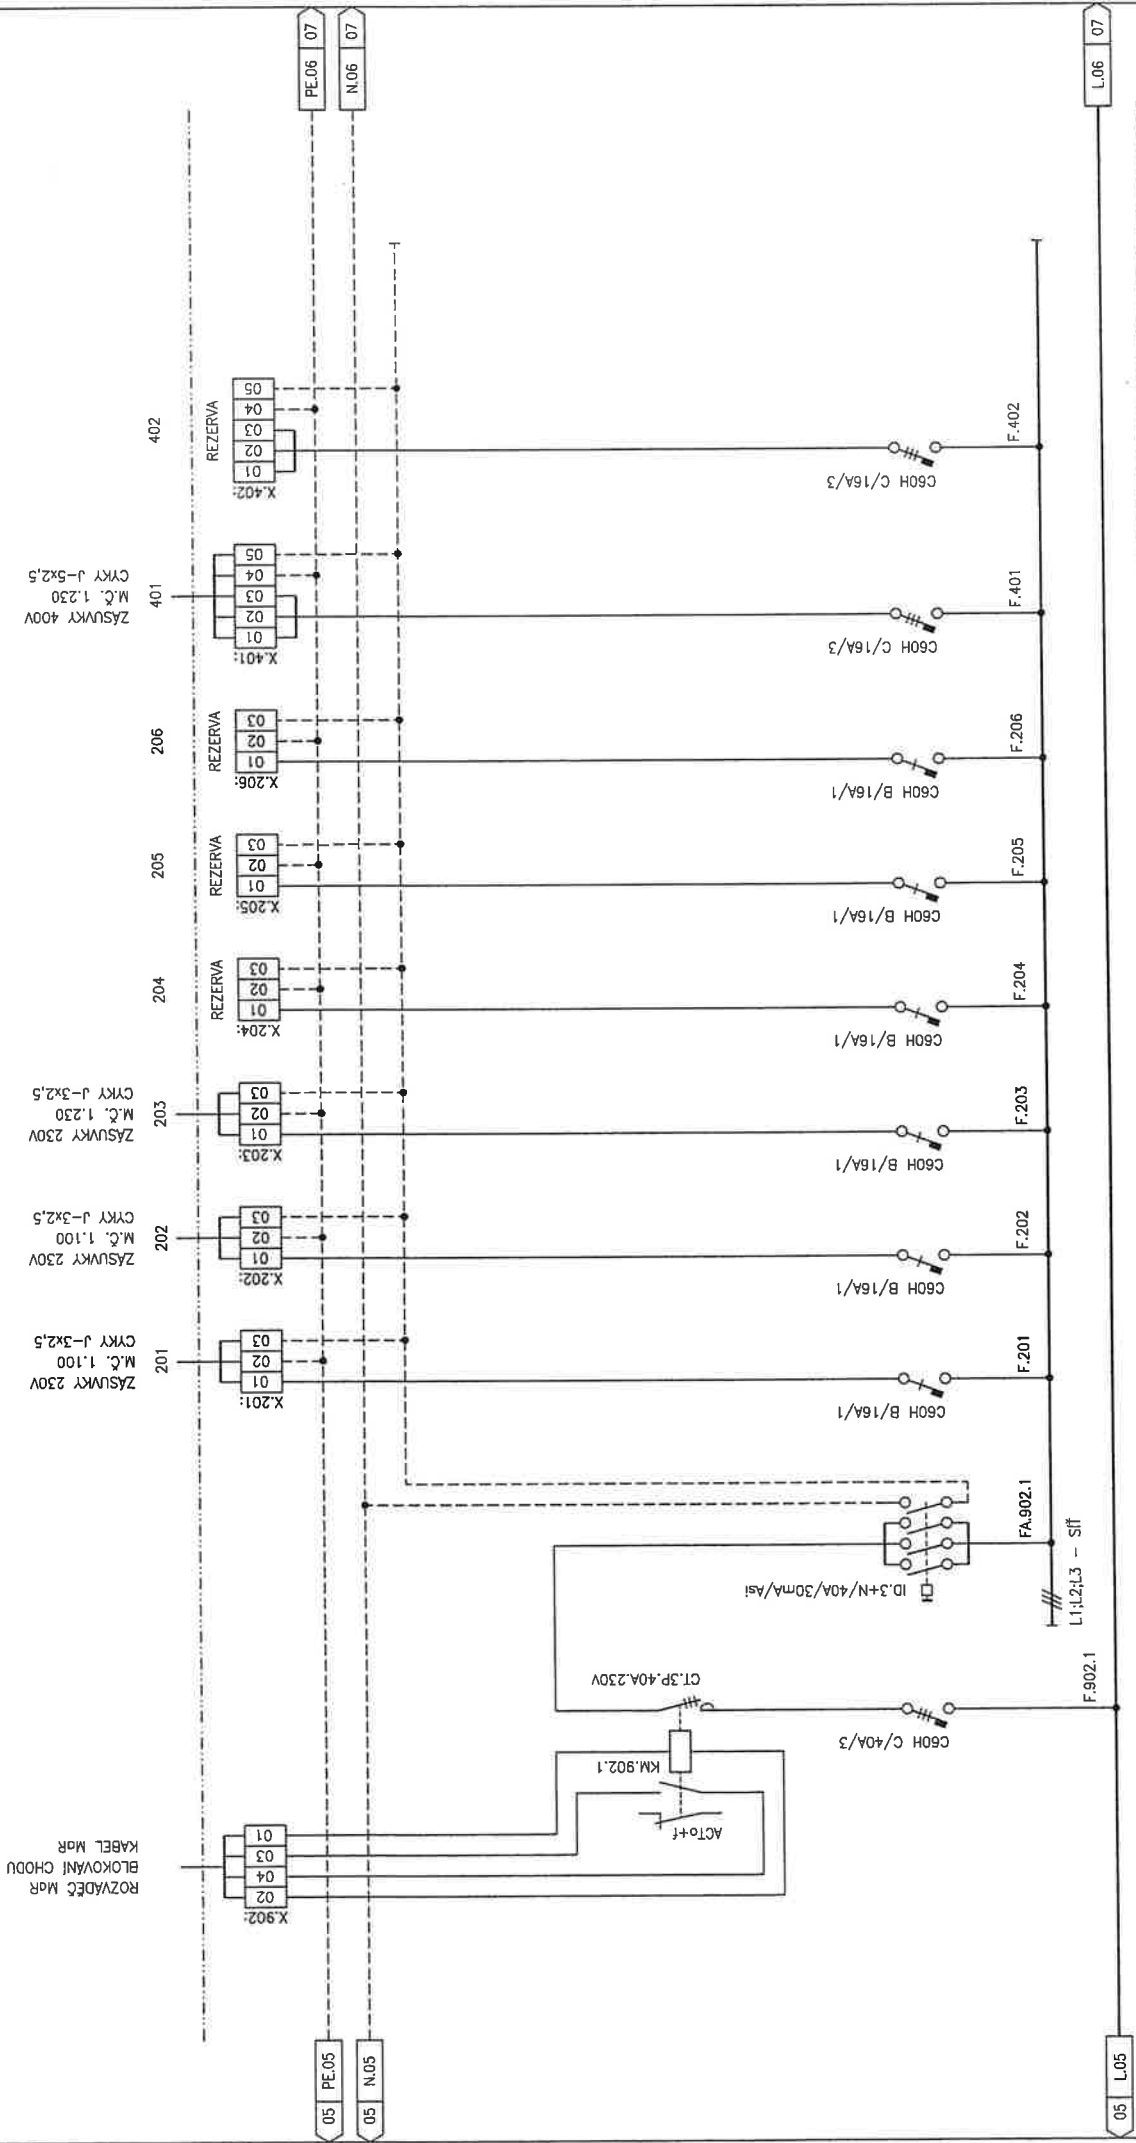 PE.06 07
N.06 07
L.06 07
402
REZERVA
X.402:
01 02 03 04 05
C60H C/16A/3
F.402
ZÁSUVKY 400V
M.Č. 1.230
CYKY J-5x2,5
401
X.401:
01 02 03 04 05
C60H C/16A/3
F.401
206
REZERVA
X.206:
01 02 03
C60H B/16A/1
F.206
205
REZERVA
X.205:
01 02 03
C60H B/16A/1
F.205
204
REZERVA
X.204:
01 02 03
C60H B/16A/1
F.204
ZÁSUVKY 230V
M.Č. 1.230
CYKY J-3x2,5
203
X.203:
01 02 03
C60H B/16A/1
F.203
ZÁSUVKY 230V
M.Č. 1.100
CYKY J-3x2,5
202
X.202:
01 02 03
C60H B/16A/1
F.202
ZÁSUVKY 230V
M.Č. 1.100
CYKY J-3x2,5
201
X.201:
01 02 03
C60H B/16A/1
F.201
ID.3+N/40A/30mA/Asi
FA.902.1
L1;L2;L3 - SÍŤ
CT.3P.40A.230V
KM.902.1
ACTo+f
C60H C/40A/3
F.902.1
ROZVADĚČ MaR
BLOKOVÁNÍ CHODU
KABEL MaR
X.902:
02 04 03 01
05 PE.05
05 N.05
05 L.05